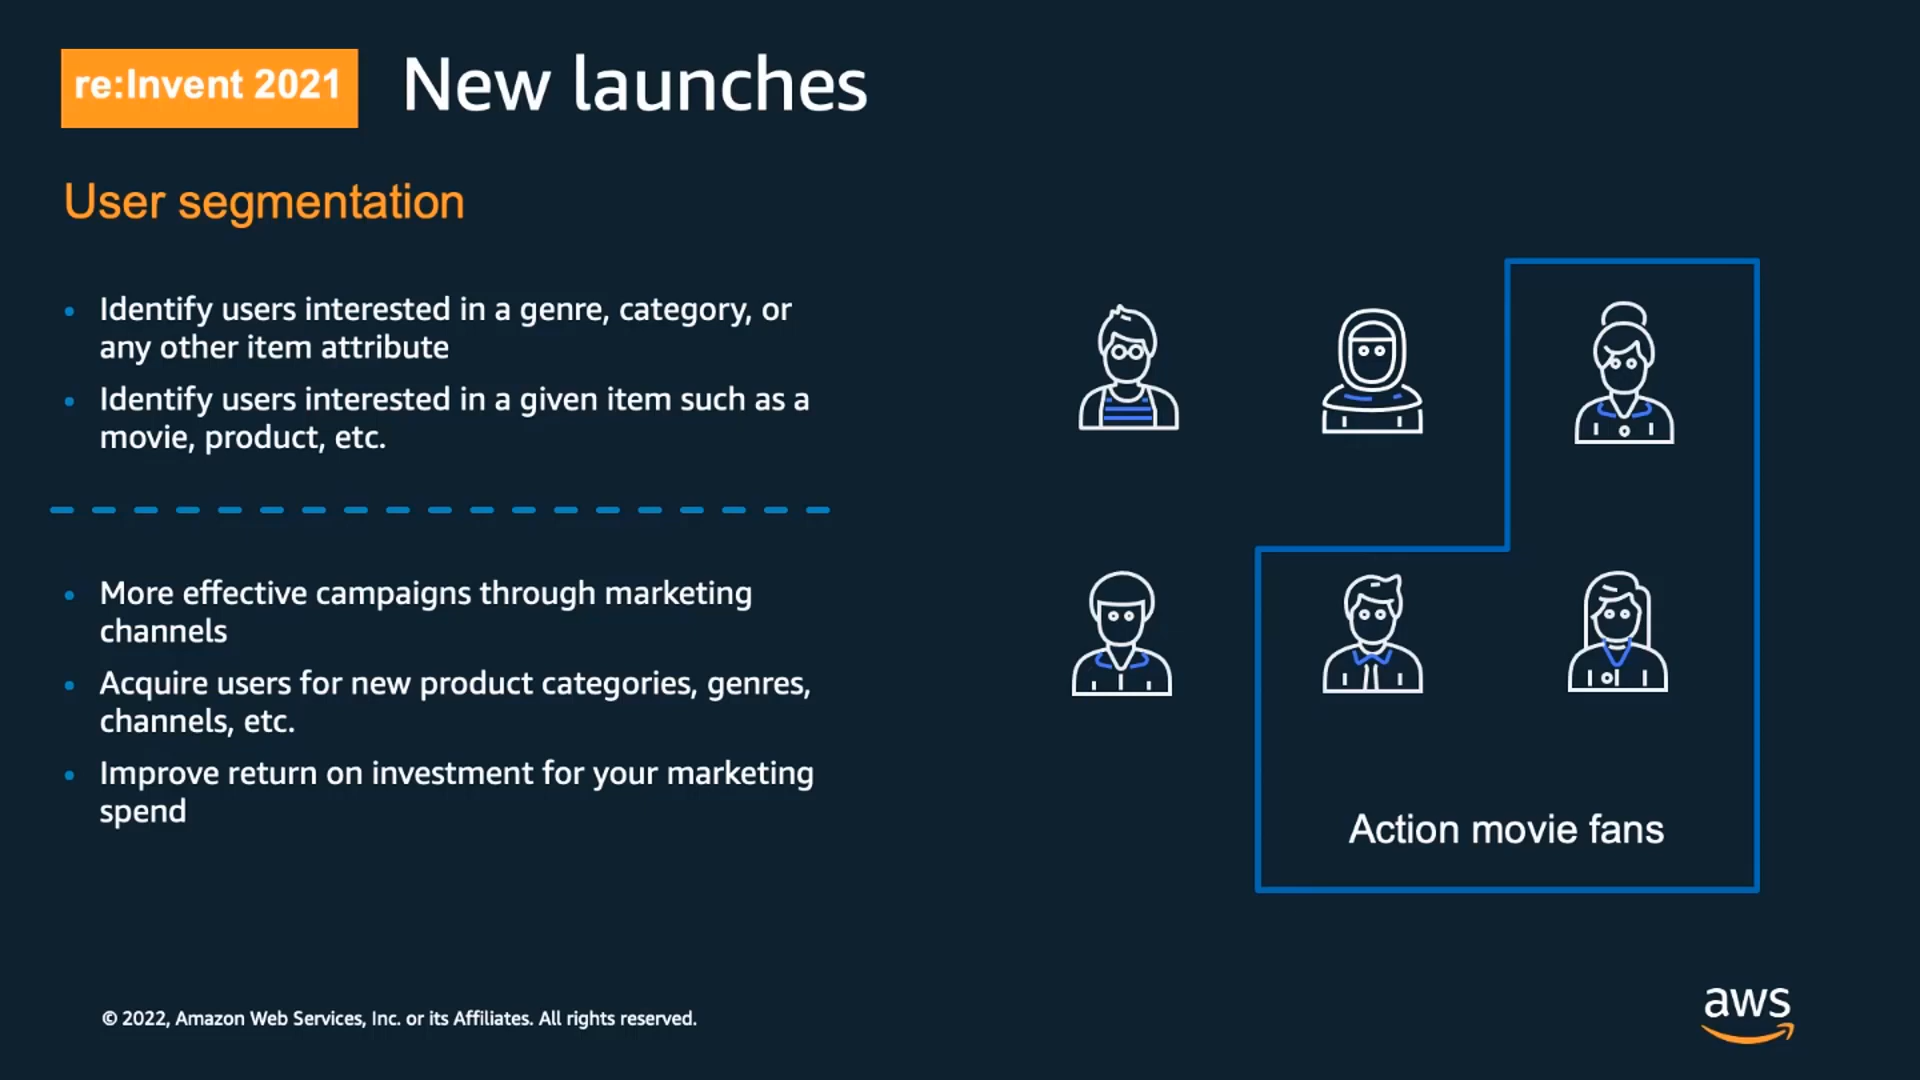 re:Invent 2021
New launches
User segmentation
• Identify users interested in a genre, category, or
any other item attribute
• Identify users interested in a given item such as a
movie, product, etc.
• More effective campaigns through marketing
channels
• Acquire users for new product categories, genres,
channels, etc.
• Improve return on investment for your marketing
spend
Action movie fans
© 2022, Amazon Web Services, Inc. or its Affiliates. All rights reserved.
aws